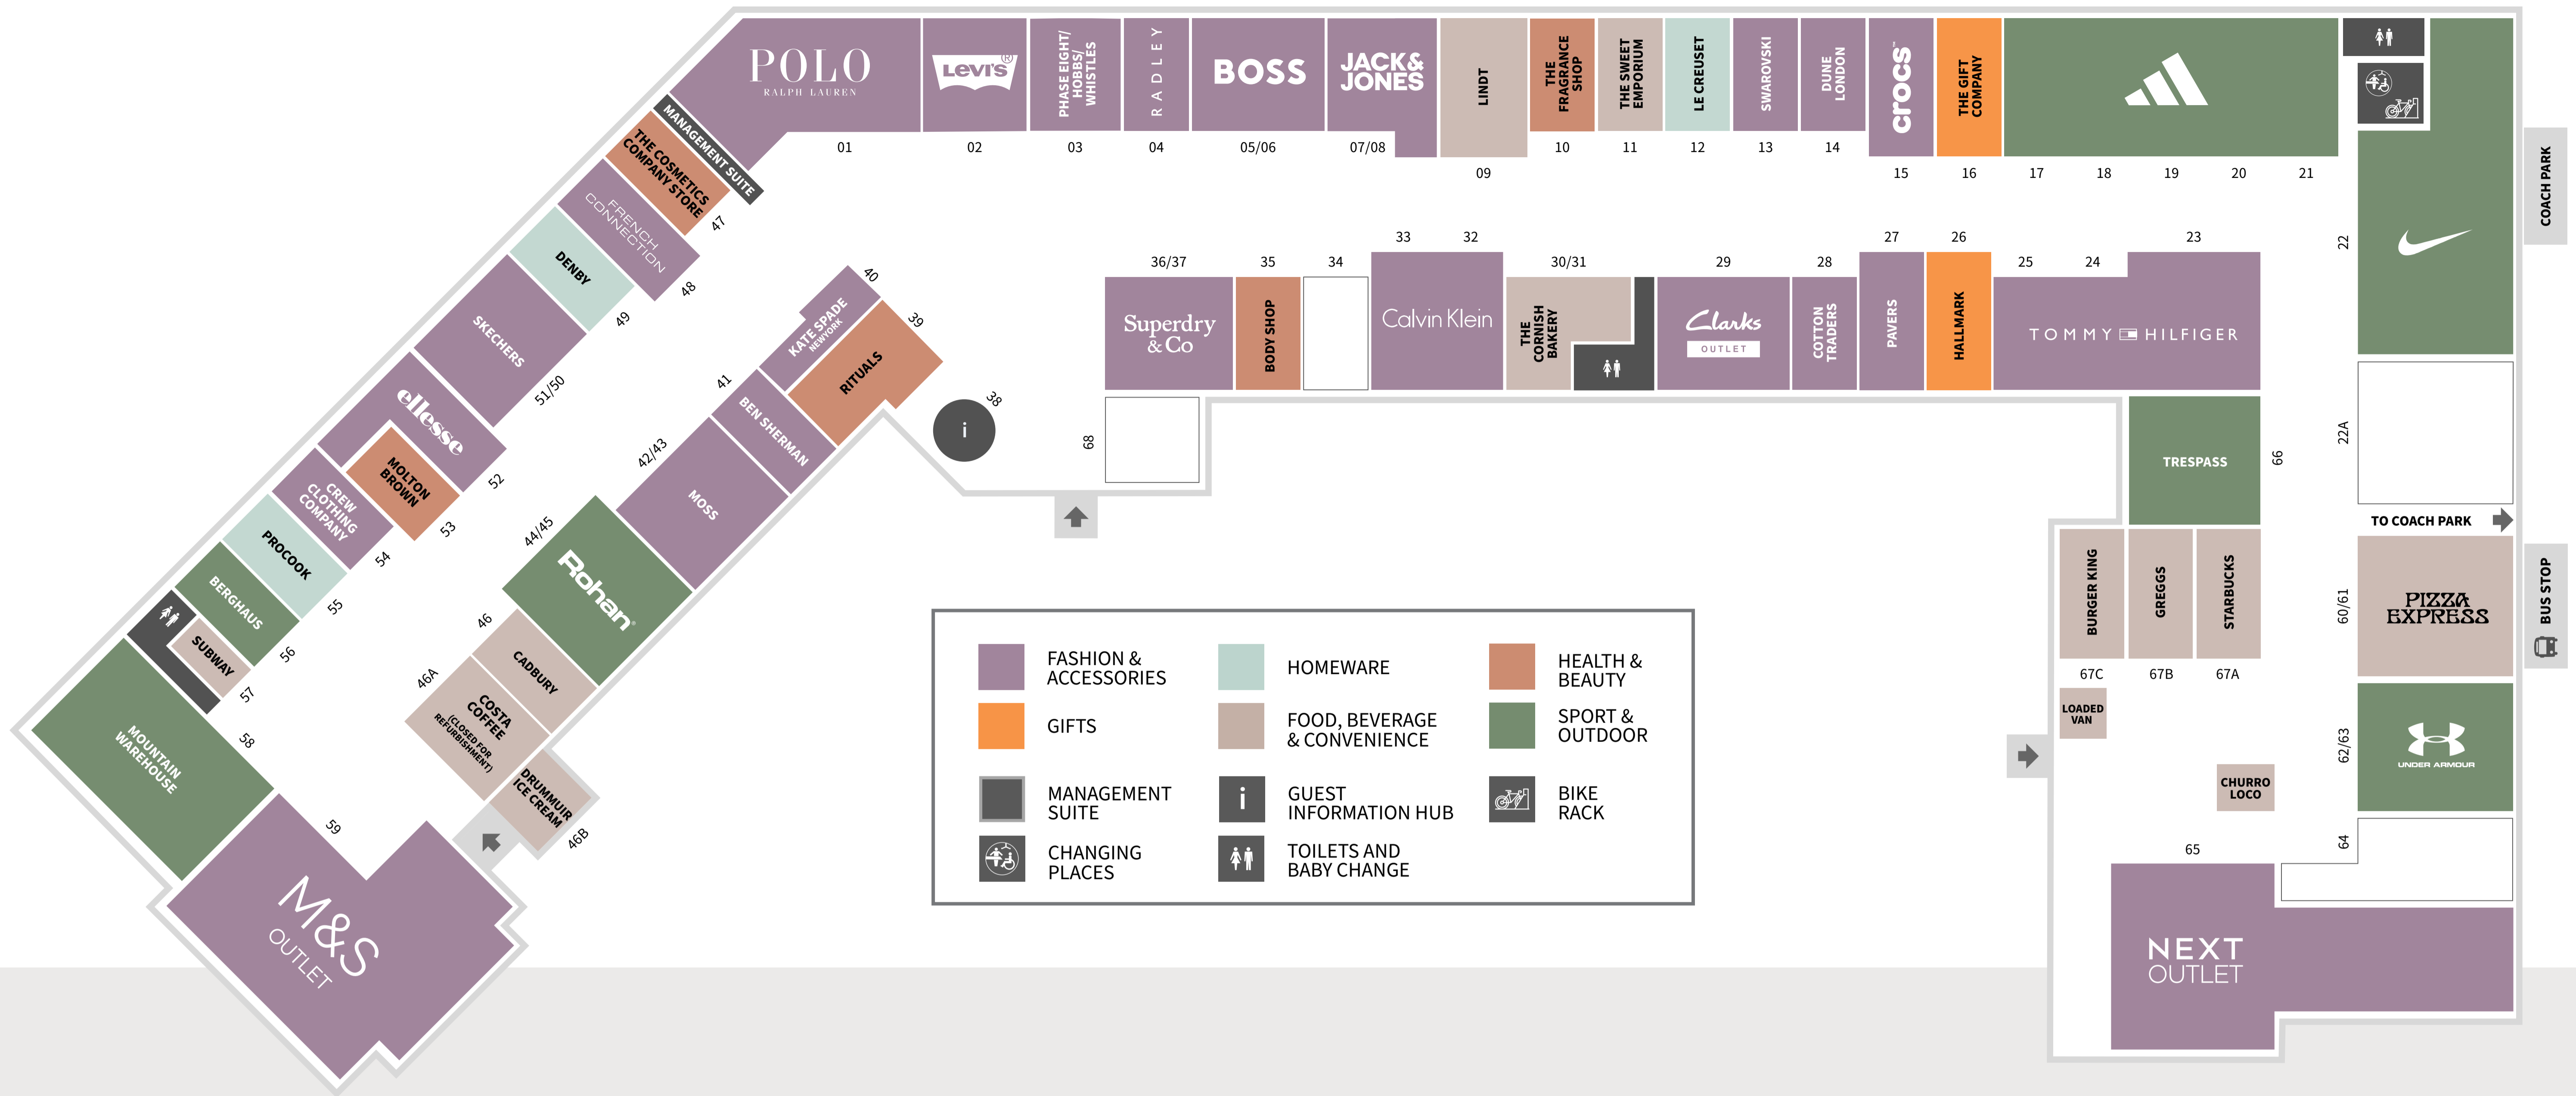 POLO
RALPH LAUREN
LEVI'S®
PHASE EIGHT/
HOBBS/
WHISTLES
RADLEY
BOSS
JACK&
JONES
LINDT
THE
FRAGRANCE
SHOP
THE SWEET
EMPORIUM
LE CREUSET
SWAROVSKI
DUNE
LONDON
crocs™
THE GIFT
COMPANY
01
02
03
04
05/06
07/08
09
10
11
12
13
14
15
16
17
18
19
20
21
COACH PARK
22
22A
TO COACH PARK
BUS STOP
PIZZA
EXPRESS
60/61
UNDER ARMOUR
62/63
64
MANAGEMENT SUITE
THE COSMETICS
COMPANY STORE
47
FRENCH
CONNECTION
48
DENBY
49
SKECHERS
51/50
ellesse
52
MOLTON
BROWN
53
CREW
CLOTHING
COMPANY
54
PROCOOK
55
BERGHAUS
56
SUBWAY
57
MOUNTAIN
WAREHOUSE
58
M&S
OUTLET
59
KATE SPADE
NEW YORK
40
RITUALS
39
BEN SHERMAN
41
MOSS
42/43
Rohan®
44/45
CADBURY
46
COSTA
COFFEE
(CLOSED FOR
REFURBISHMENT)
46A
DRUMMUIR
ICE CREAM
46B
i
38
36/37
Superdry
& Co
35
BODY SHOP
34
33
32
Calvin Klein
30/31
THE
CORNISH
BAKERY
29
Clarks
OUTLET
28
COTTON
TRADERS
27
PAVERS
26
HALLMARK
25
24
23
TOMMY HILFIGER
68
TRESPASS
66
BURGER KING
GREGGS
STARBUCKS
67C
67B
67A
LOADED
VAN
CHURRO
LOCO
65
NEXT
OUTLET
FASHION &
ACCESSORIES
HOMEWARE
HEALTH &
BEAUTY
GIFTS
FOOD, BEVERAGE
& CONVENIENCE
SPORT &
OUTDOOR
MANAGEMENT
SUITE
i
GUEST
INFORMATION HUB
BIKE
RACK
CHANGING
PLACES
TOILETS AND
BABY CHANGE